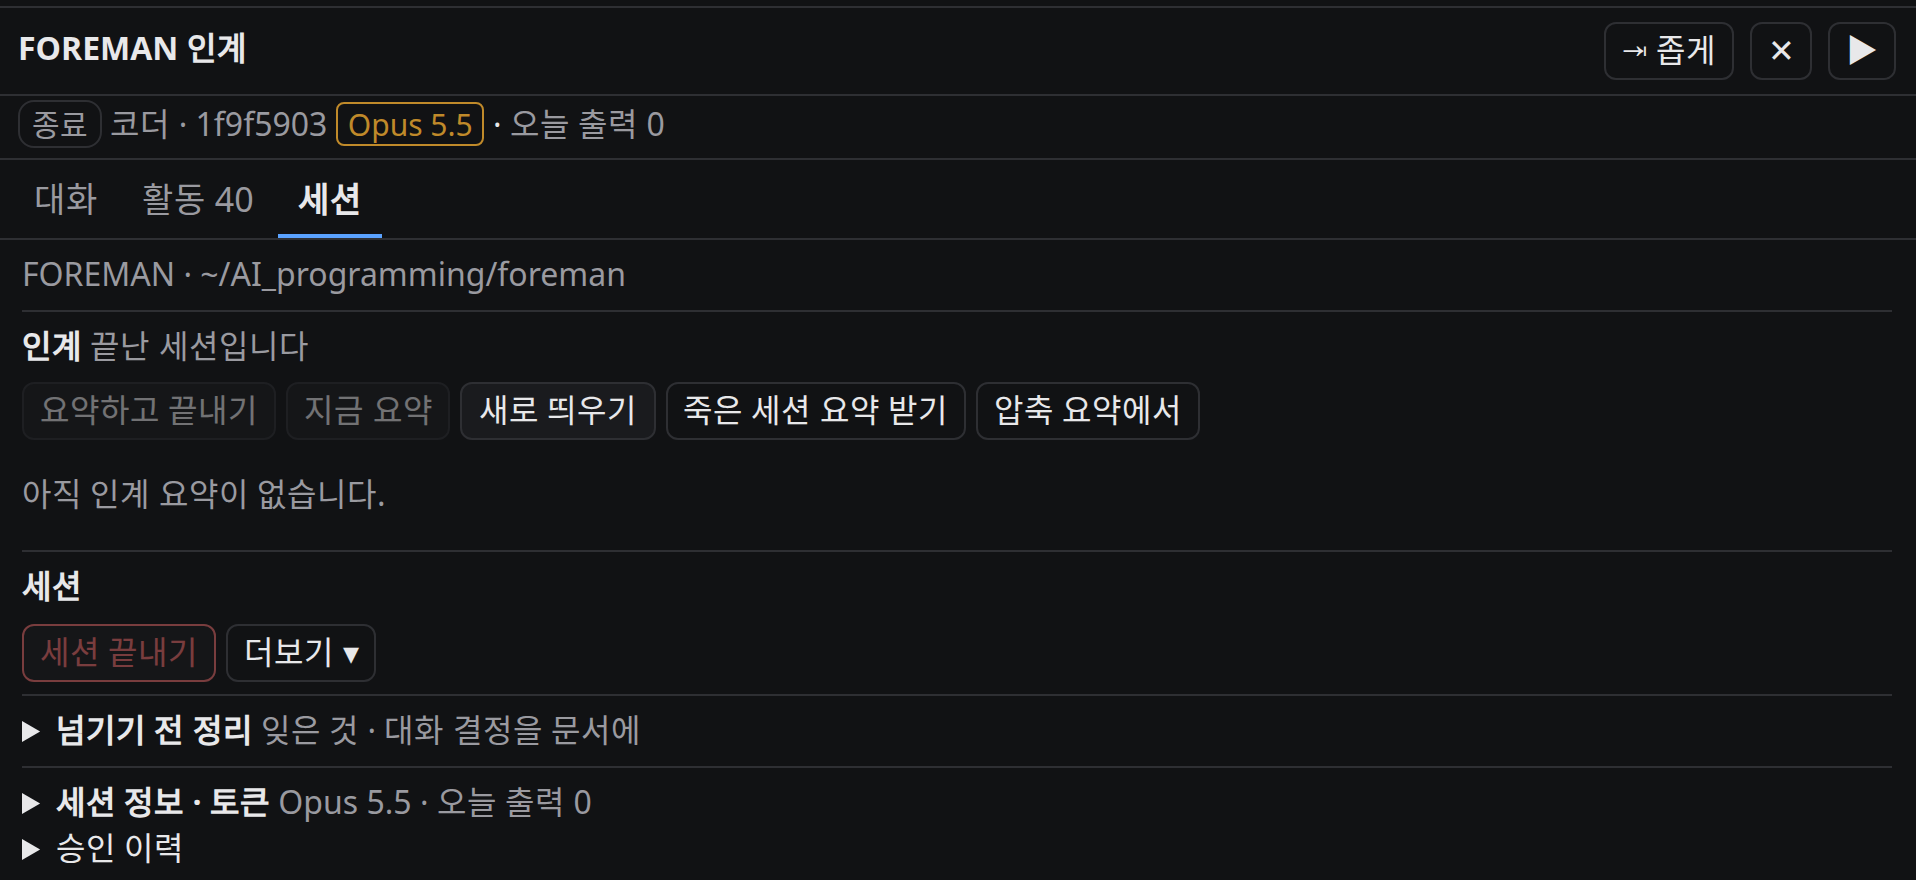 FOREMAN 인계 ⇥ 좁게 ✕ ▶
종료 코더 · 1f9f5903 Opus 5.5 · 오늘 출력 0
대화 활동 40 세션
FOREMAN · ~/AI_programming/foreman
인계 끝난 세션입니다
요약하고 끝내기 지금 요약 새로 띄우기 죽은 세션 요약 받기 압축 요약에서
아직 인계 요약이 없습니다.
세션
세션 끝내기 더보기 ▾
▶ 넘기기 전 정리 잊은 것 · 대화 결정을 문서에
▶ 세션 정보 · 토큰 Opus 5.5 · 오늘 출력 0
▶ 승인 이력